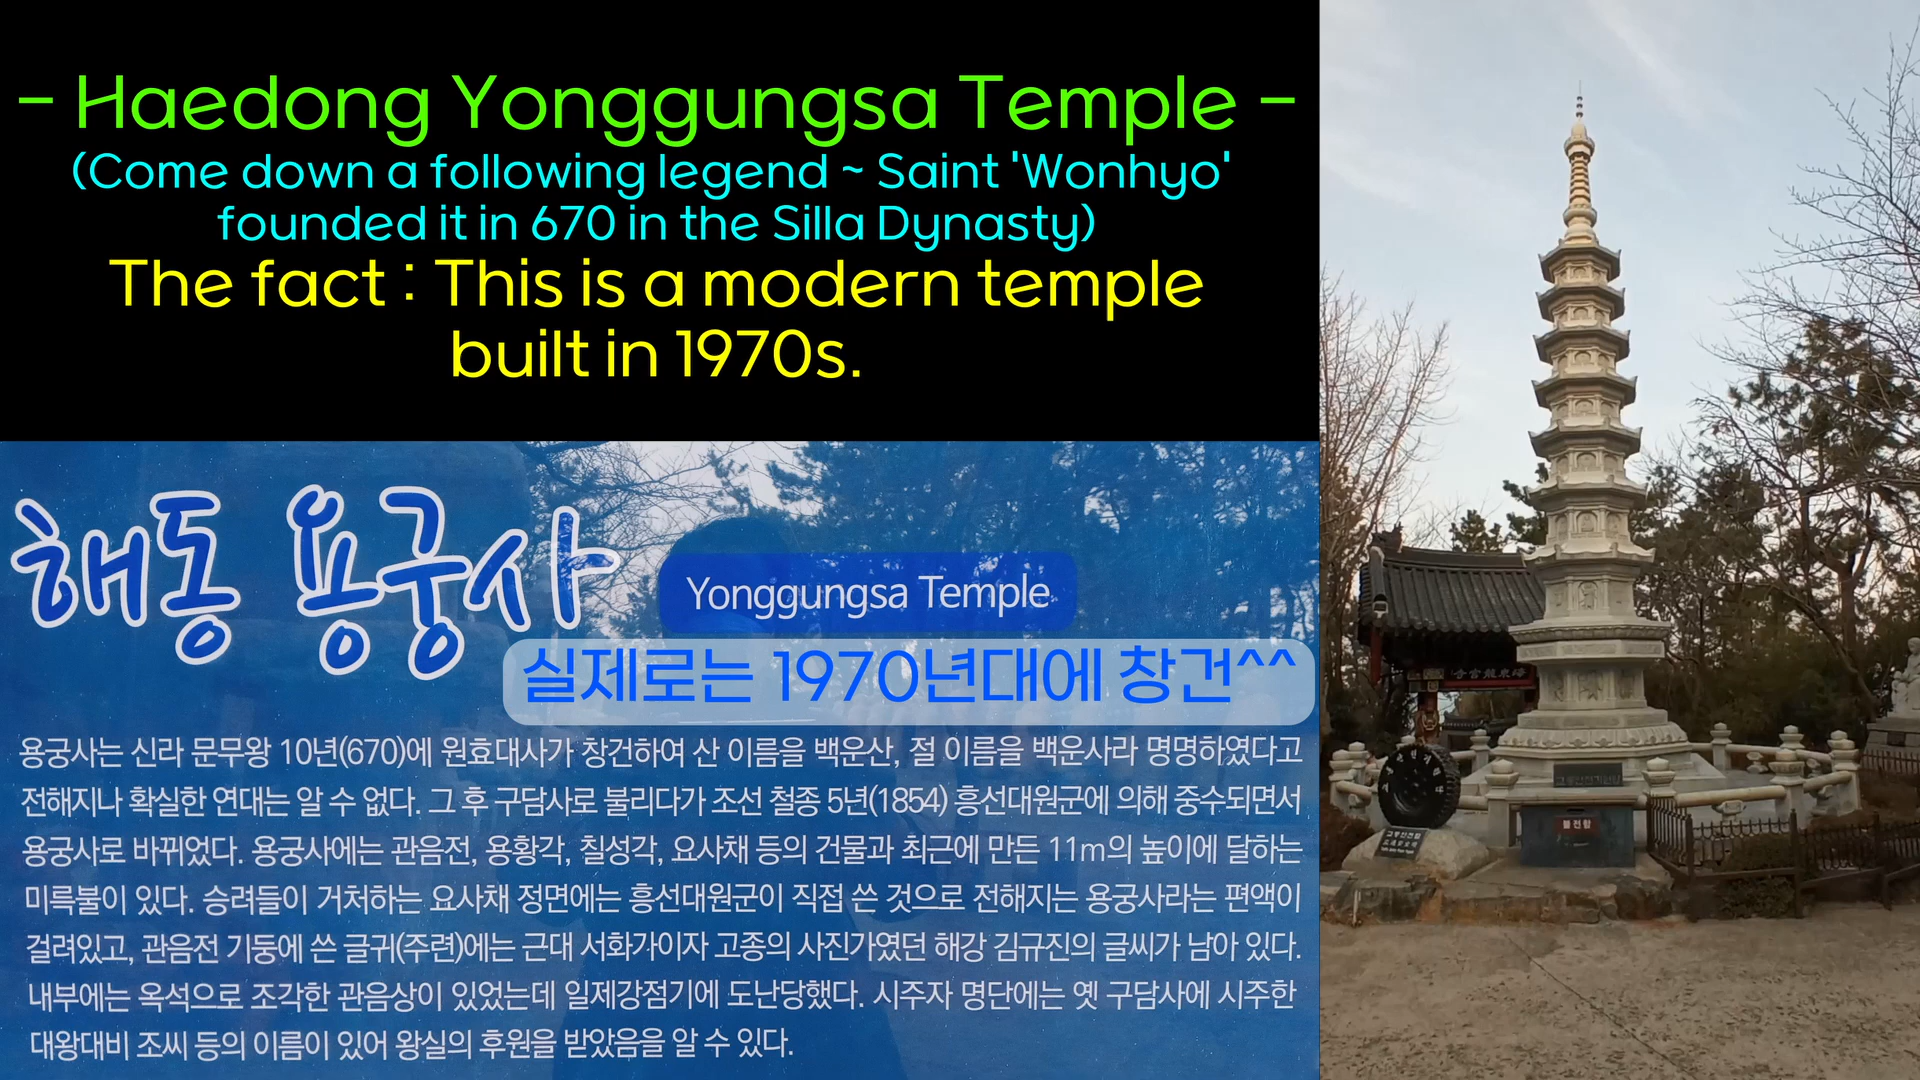 - Haedong Yonggungsa Temple -
(Come down a following legend ~ Saint 'Wonhyo'
founded it in 670 in the Silla Dynasty)
The fact : This is a modern temple
built in 1970s.
해동 용궁사
Yonggungsa Temple
실제로는 1970년대에 창건^^
용궁사는 신라 문무왕 10년(670)에 원효대사가 창건하여 산 이름을 백운산, 절 이름을 백운사라 명명하였다고
전해지나 확실한 연대는 알 수 없다. 그 후 구담사로 불리다가 조선 철종 5년(1854) 흥선대원군에 의해 중수되면서
용궁사로 바뀌었다. 용궁사에는 관음전, 용황각, 칠성각, 요사채 등의 건물과 최근에 만든 11m의 높이에 달하는
미륵불이 있다. 승려들이 거처하는 요사채 정면에는 흥선대원군이 직접 쓴 것으로 전해지는 용궁사라는 편액이
걸려있고, 관음전 기둥에 쓴 글귀(주련)에는 근대 서화가이자 고종의 사진가였던 해강 김규진의 글씨가 남아 있다.
내부에는 옥석으로 조각한 관음상이 있었는데 일제강점기에 도난당했다. 시주자 명단에는 옛 구담사에 시주한
대왕대비 조씨 등의 이름이 있어 왕실의 후원을 받았음을 알 수 있다.
寺宮龍東海
불전함